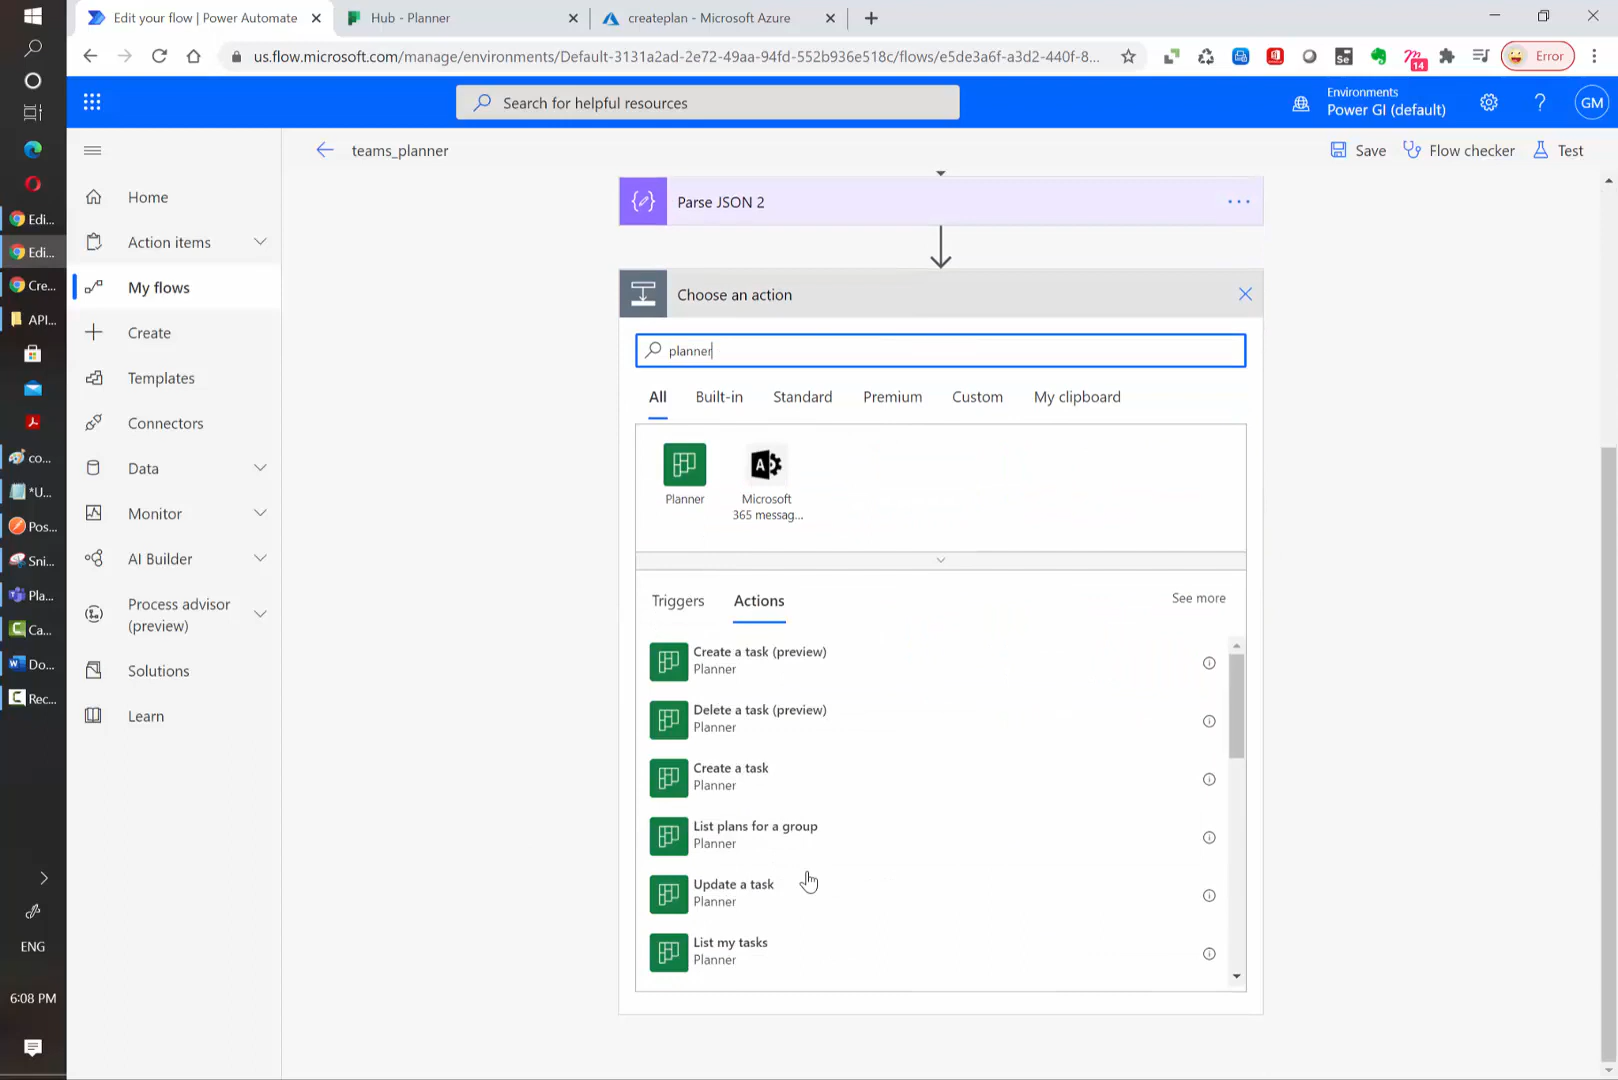 Edit your flow | Power Automate
Hub - Planner
createplan - Microsoft Azure
us.flow.microsoft.com/manage/environments/Default-3131a2ad-2e72-49aa-94fd-552b936e518c/flows/e5de3a6f-a3d2-440f-8...
Se
14
Error
Search for helpful resources
Environments
Power GI (default)
?
GM
teams_planner
Save
Flow checker
Test
Home
Action items
My flows
Create
Templates
Connectors
Data
Monitor
AI Builder
Process advisor
(preview)
Solutions
Learn
Edi...
Edi...
Cre...
API...
co...
*U...
Pos...
Sni...
Pla...
Ca...
Do...
Rec...
ENG
6:08 PM
Parse JSON 2
Choose an action
planner
All
Built-in
Standard
Premium
Custom
My clipboard
Planner
Microsoft
365 messag...
Triggers
Actions
See more
Create a task (preview)
Planner
Delete a task (preview)
Planner
Create a task
Planner
List plans for a group
Planner
Update a task
Planner
List my tasks
Planner